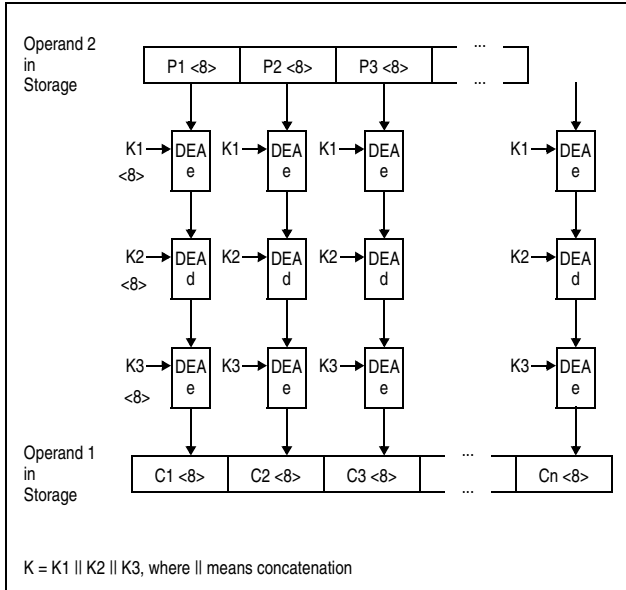 Operand 2
in
Storage
P1 <8> P2 <8> P3 <8> ...
...
K1 DEA K1 DEA K1 DEA K1 DEA
e e e e
<8>
K2 DEA K2 DEA K2 DEA K2 DEA
d d d d
<8>
K3 DEA K3 DEA K3 DEA K3 DEA
e e e e
<8>
Operand 1
in
Storage
...
C1 <8> C2 <8> C3 <8> Cn <8>
...
K = K1 || K2 || K3, where || means concatenation